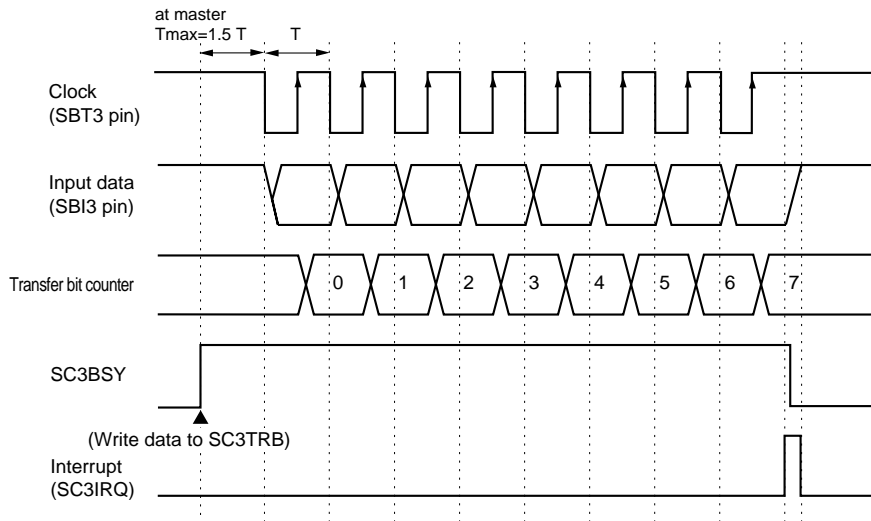 at master
Tmax=1.5 T
T
Clock
(SBT3 pin)
Input data
(SBI3 pin)
Transfer bit counter
0 1 2 3 4 5 6 7
SC3BSY
(Write data to SC3TRB)
Interrupt
(SC3IRQ)